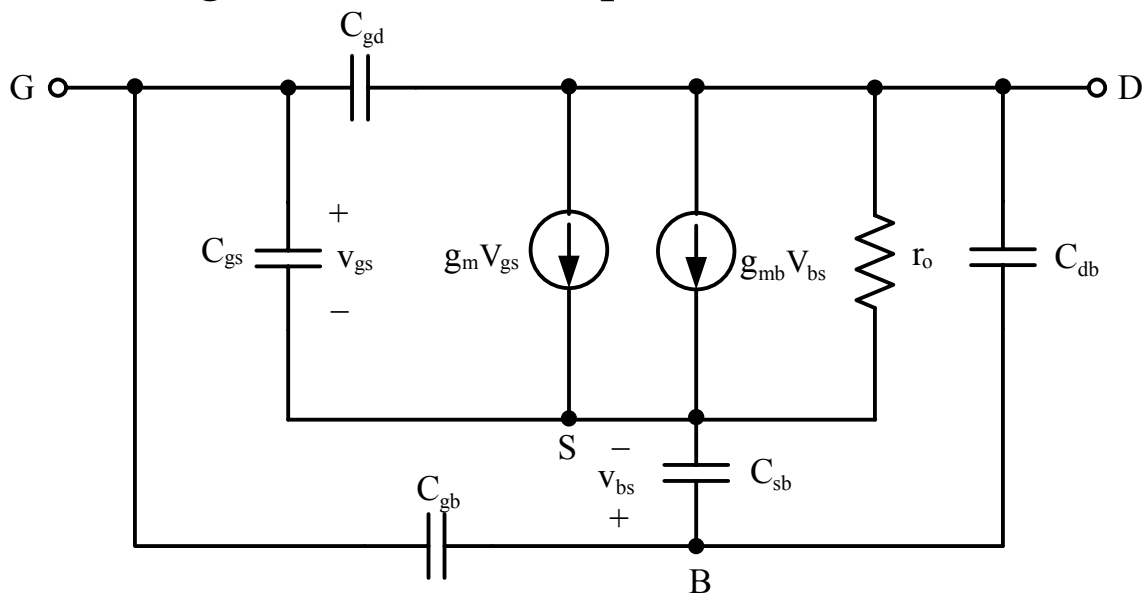 C_gd
G
D
+
C_gs
v_gs
g_mV_gs
g_mbV_bs
r_o
C_db
−
S
−
v_bs
C_sb
+
C_gb
B